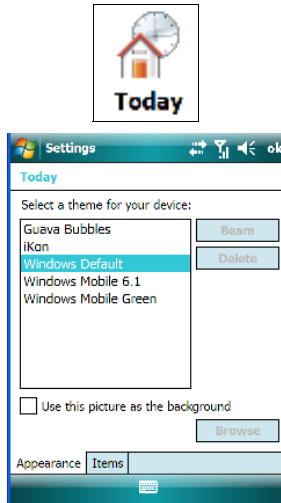 Today
Settings ok
Today
Select a theme for your device:
Guava Bubbles
iKon
Windows Default
Windows Mobile 6.1
Windows Mobile Green
Beam
Delete
Use this picture as the background
Browse
Appearance Items